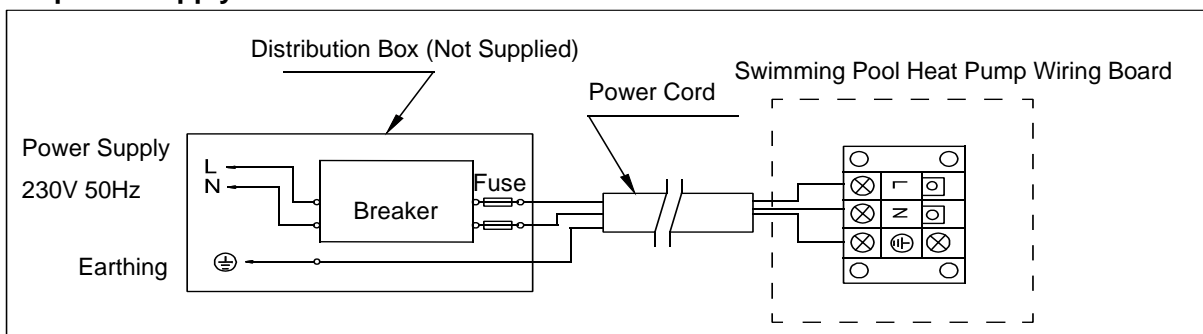 Distribution Box (Not Supplied)
Swimming Pool Heat Pump Wiring Board
Power Cord
Power Supply
230V 50Hz
L
N
Fuse
Breaker
Earthing
L
N